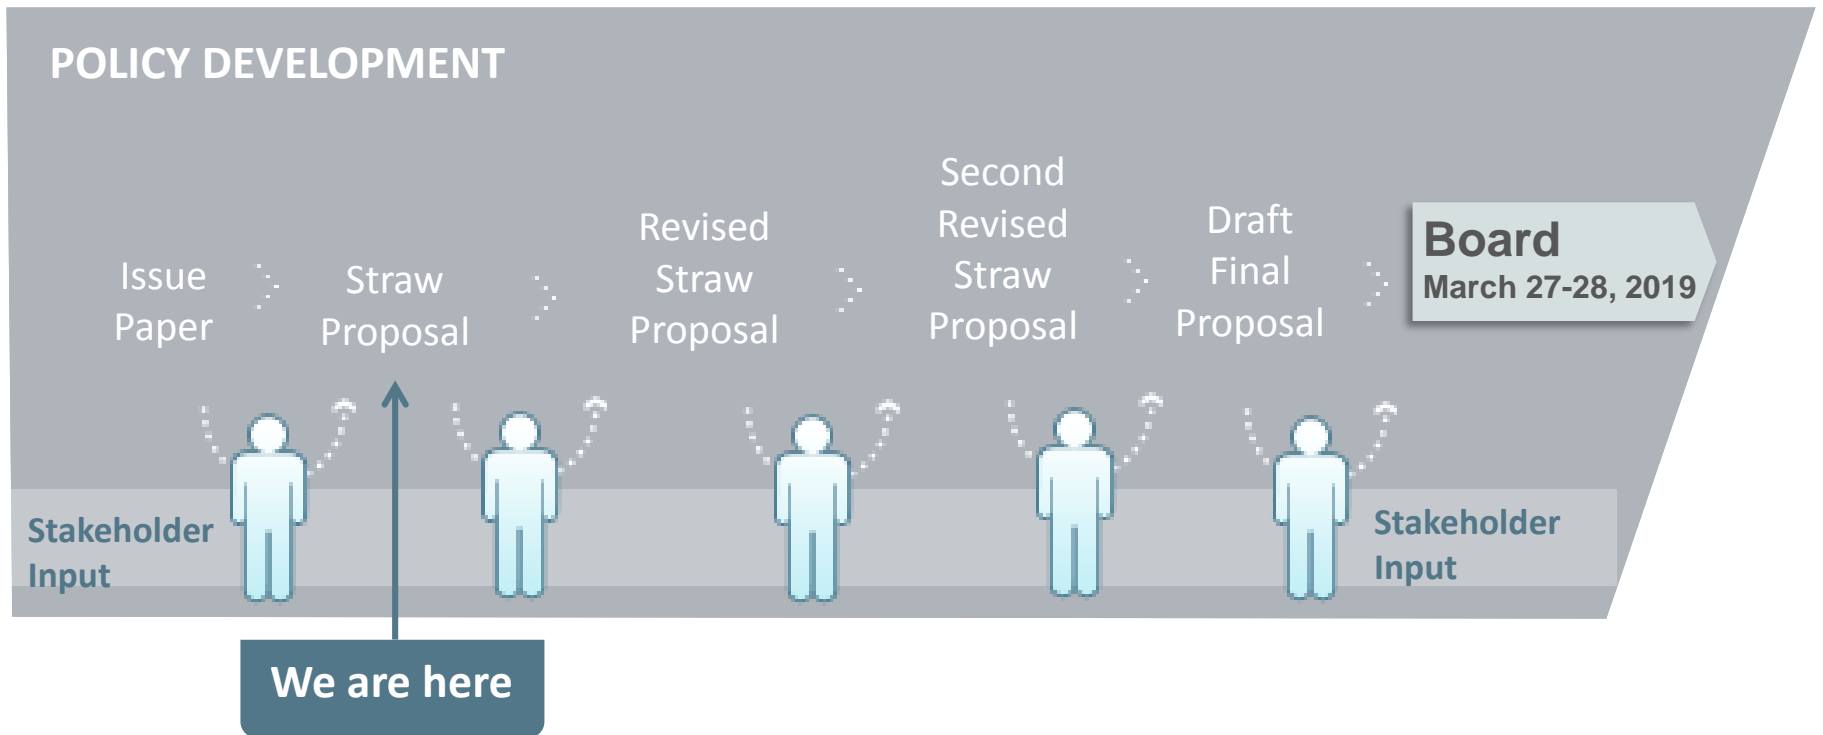 POLICY DEVELOPMENT
Issue
Paper
Straw
Proposal
Revised
Straw
Proposal
Second
Revised
Straw
Proposal
Draft
Final
Proposal
Board
March 27-28, 2019
Stakeholder
Input
Stakeholder
Input
We are here